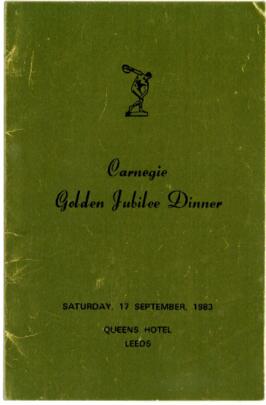 Carnegie
Golden Jubilee Dinner
SATURDAY, 17 SEPTEMBER, 1983
QUEENS HOTEL
LEEDS